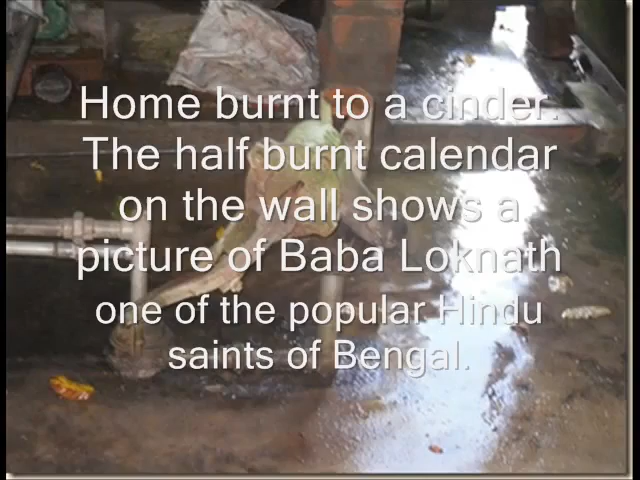 Home burnt to a cinder.
The half burnt calendar
on the wall shows a
picture of Baba Loknath
one of the popular Hindu
saints of Bengal.